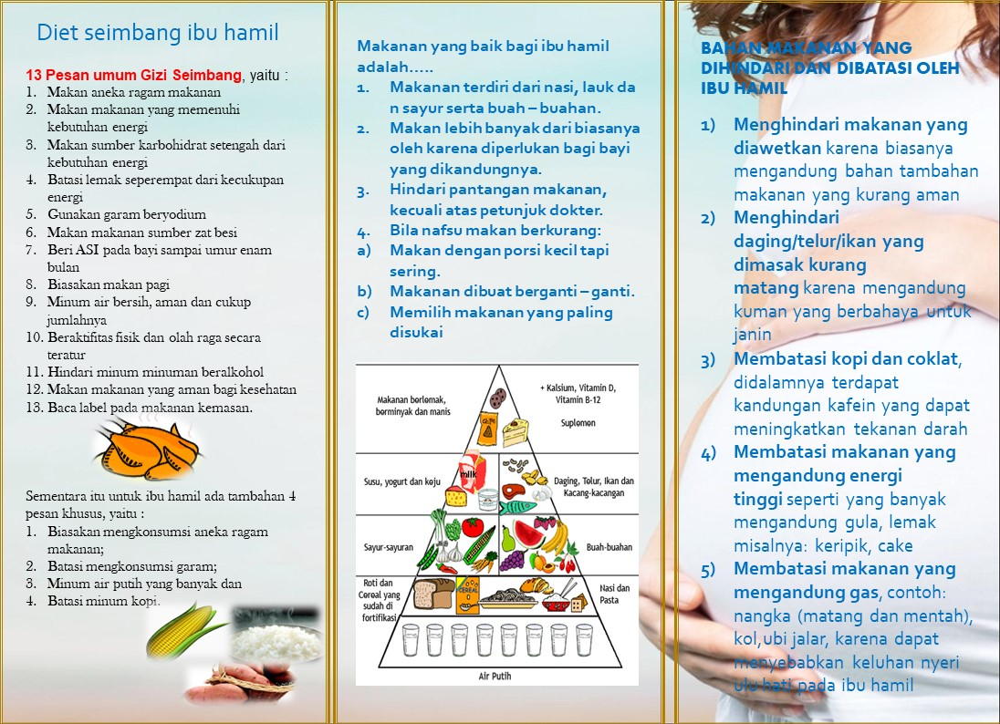 Diet seimbang ibu hamil
13 Pesan umum Gizi Seimbang, yaitu :
1. Makan aneka ragam makanan
2. Makan makanan yang memenuhi
kebutuhan energi
3. Makan sumber karbohidrat setengah dari
kebutuhan energi
4. Batasi lemak seperempat dari kecukupan
energi
5. Gunakan garam beryodium
6. Makan makanan sumber zat besi
7. Beri ASI pada bayi sampai umur enam
bulan
8. Biasakan makan pagi
9. Minum air bersih, aman dan cukup
jumlahnya
10. Beraktifitas fisik dan olah raga secara
teratur
11. Hindari minum minuman beralkohol
12. Makan makanan yang aman bagi kesehatan
13. Baca label pada makanan kemasan.
Sementara itu untuk ibu hamil ada tambahan 4
pesan khusus, yaitu :
1. Biasakan mengkonsumsi aneka ragam
makanan;
2. Batasi mengkonsumsi garam;
3. Minum air putih yang banyak dan
4. Batasi minum kopi.
Makanan yang baik bagi ibu hamil
adalah.....
1. Makanan terdiri dari nasi, lauk da
n sayur serta buah – buahan.
2. Makan lebih banyak dari biasanya
oleh karena diperlukan bagi bayi
yang dikandungnya.
3. Hindari pantangan makanan,
kecuali atas petunjuk dokter.
4. Bila nafsu makan berkurang:
a) Makan dengan porsi kecil tapi
sering.
b) Makanan dibuat berganti – ganti.
c) Memilih makanan yang paling
disukai
Makanan berlemak,
berminyak dan manis
+ Kalsium, Vitamin D,
Vitamin B-12
Suplemen
CHIPS
Susu, yogurt dan keju
milk
Daging, Telur, Ikan dan
Kacang-kacangan
Sayur-sayuran
Buah-buahan
Roti dan
Cereal yang
sudah di
fortifikasi
CEREAL
Nasi dan
Pasta
Air Putih
BAHAN MAKANAN YANG
DIHINDARI DAN DIBATASI OLEH
IBU HAMIL
1) Menghindari makanan yang
diawetkan karena biasanya
mengandung bahan tambahan
makanan yang kurang aman
2) Menghindari
daging/telur/ikan yang
dimasak kurang
matang karena mengandung
kuman yang berbahaya untuk
janin
3) Membatasi kopi dan coklat,
didalamnya terdapat
kandungan kafein yang dapat
meningkatkan tekanan darah
4) Membatasi makanan yang
mengandung energi
tinggi seperti yang banyak
mengandung gula, lemak
misalnya: keripik, cake
5) Membatasi makanan yang
mengandung gas, contoh:
nangka (matang dan mentah),
kol,ubi jalar, karena dapat
menyebabkan keluhan nyeri
ulu hati pada ibu hamil